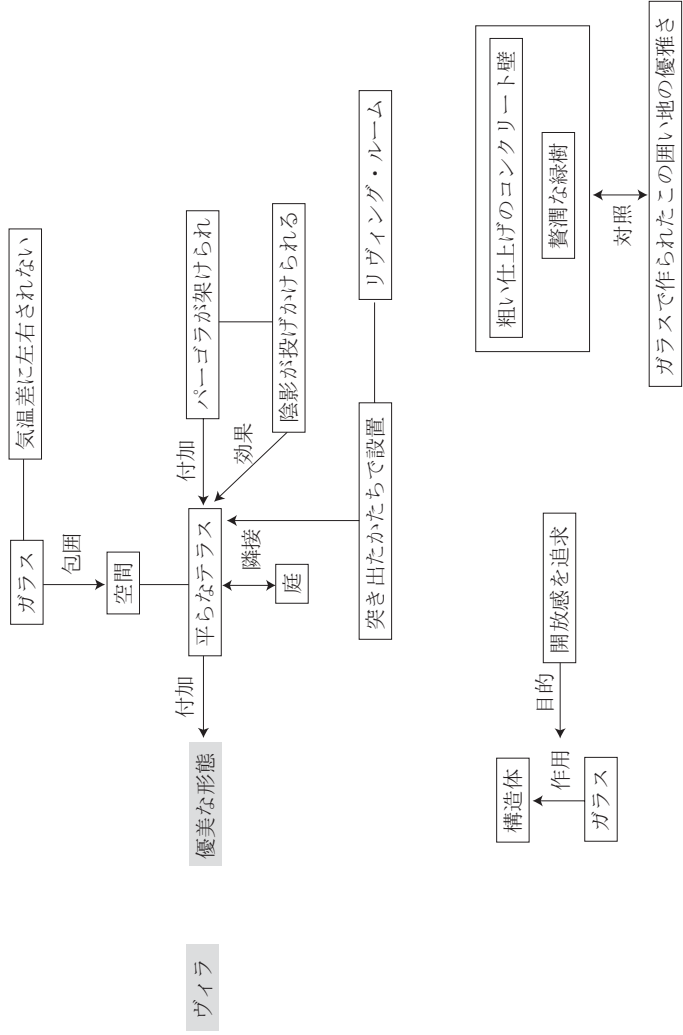 ヴィラ
優美な形態
付加
平らなテラス
空間
包囲
ガラス
気温差に左右されない
付加
パーゴラが架けられ
効果
陰影が投げかけられる
隣接
庭
突き出たかたちで設置
リヴィング・ルーム
構造体
作用
ガラス
目的
開放感を追求
粗い仕上げのコンクリート壁
贅潤な緑樹
対照
ガラスで作られたこの囲い地の優雅さ